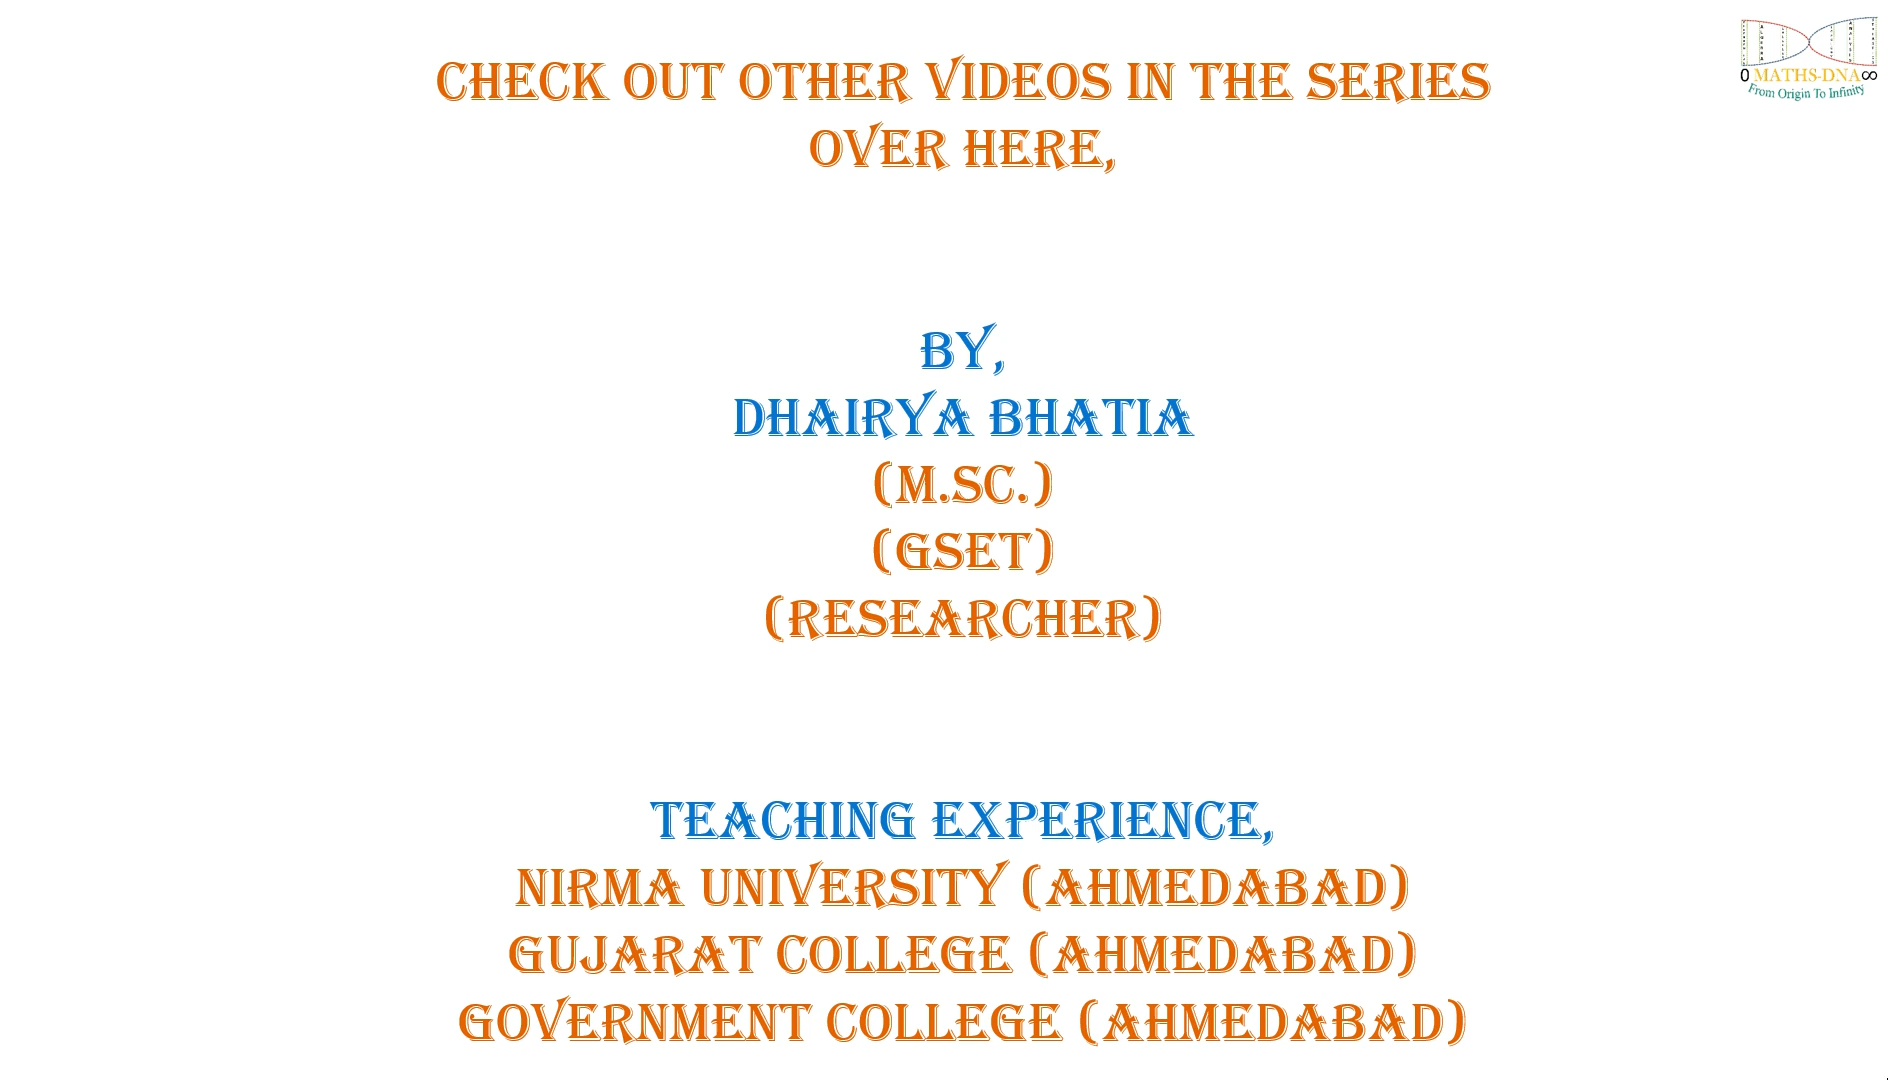 CHECK OUT OTHER VIDEOS IN THE SERIES
OVER HERE,
0 MATHS-DNA∞
From Origin To Infinity
BY,
DHAIRYA BHATIA
(M.SC.)
(GSET)
(RESEARCHER)
TEACHING EXPERIENCE,
NIRMA UNIVERSITY (AHMEDABAD)
GUJARAT COLLEGE (AHMEDABAD)
GOVERNMENT COLLEGE (AHMEDABAD)